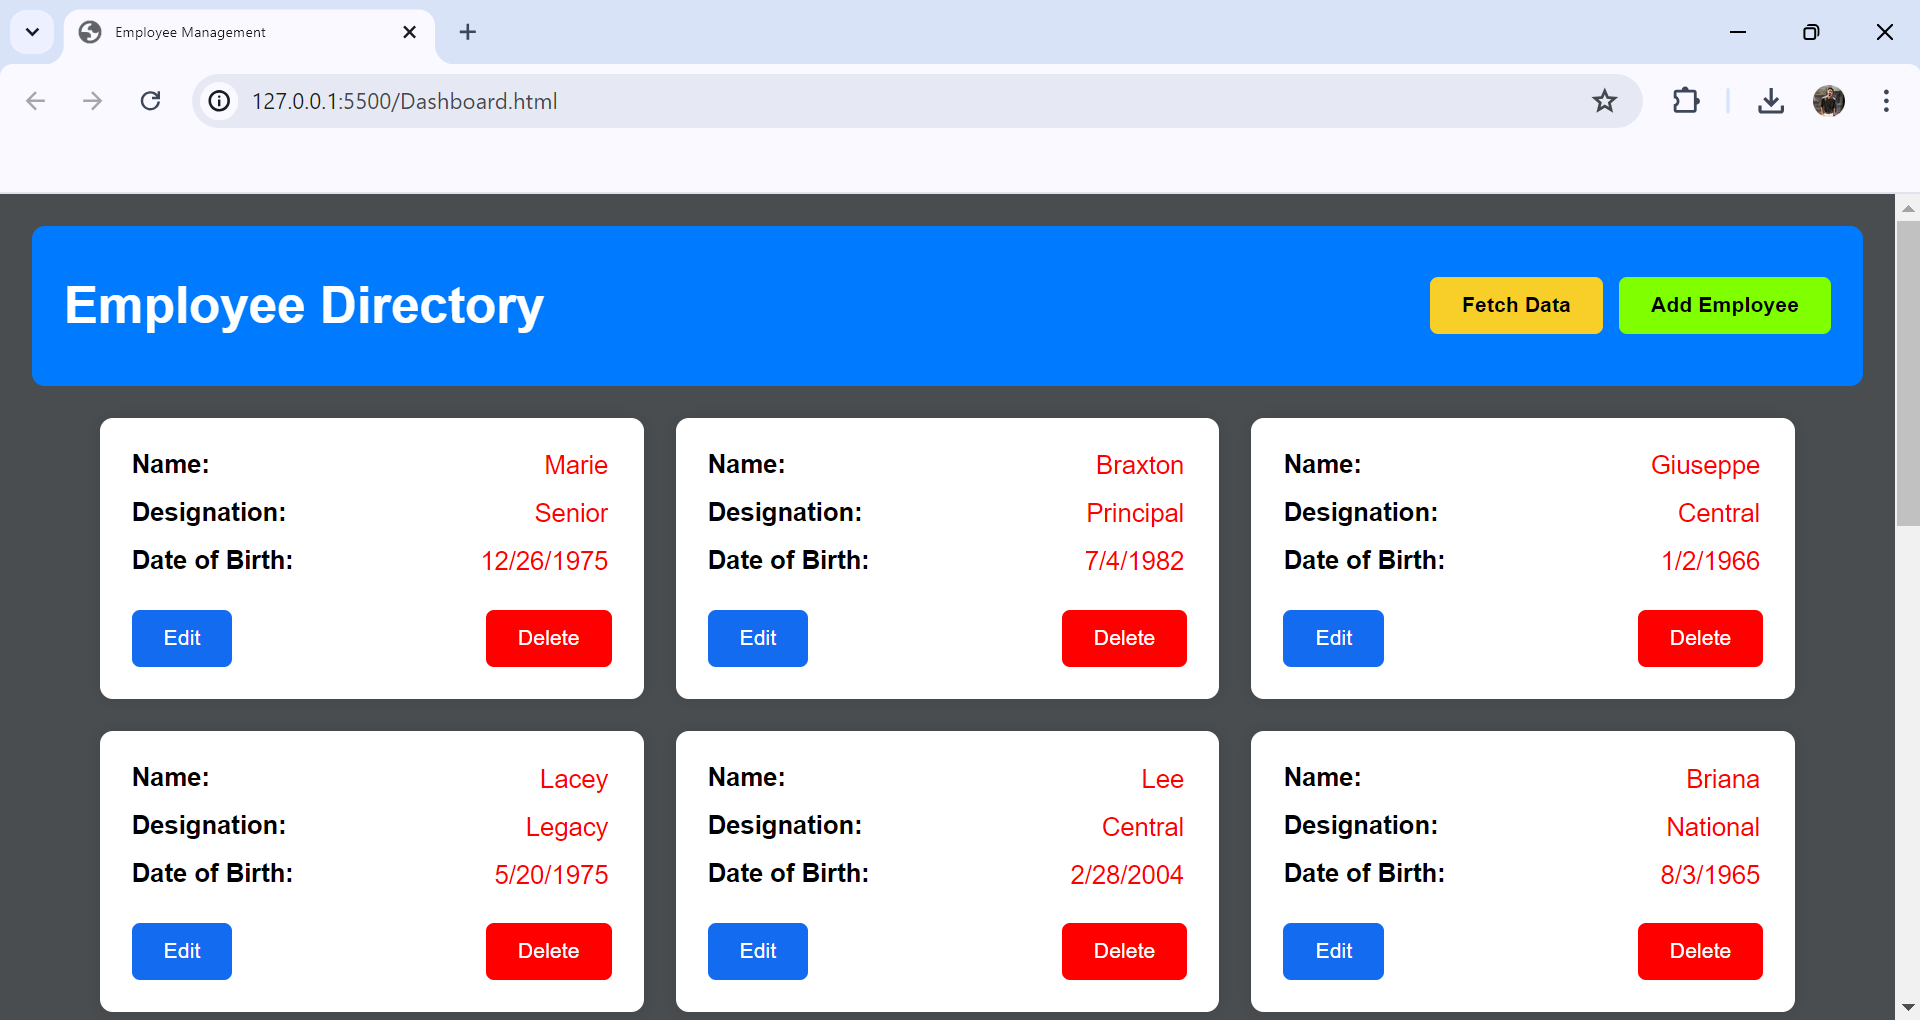 Employee Management
127.0.0.1:5500/Dashboard.html
Employee Directory
Fetch Data
Add Employee
Name: Marie
Designation: Senior
Date of Birth: 12/26/1975
Edit
Delete
Name: Braxton
Designation: Principal
Date of Birth: 7/4/1982
Edit
Delete
Name: Giuseppe
Designation: Central
Date of Birth: 1/2/1966
Edit
Delete
Name: Lacey
Designation: Legacy
Date of Birth: 5/20/1975
Edit
Delete
Name: Lee
Designation: Central
Date of Birth: 2/28/2004
Edit
Delete
Name: Briana
Designation: National
Date of Birth: 8/3/1965
Edit
Delete